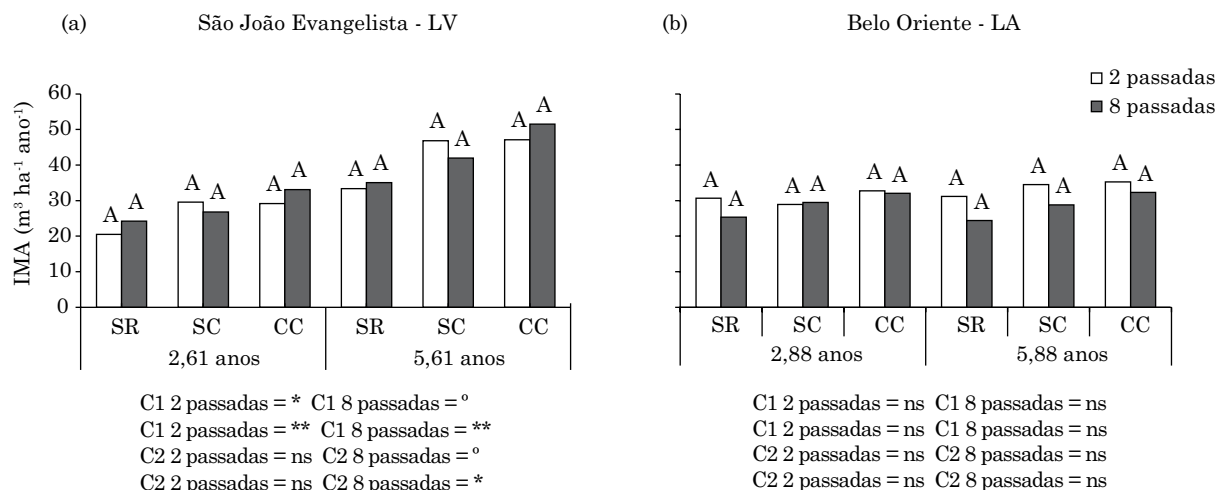 (a) São João Evangelista - LV
(b) Belo Oriente - LA
2 passadas
8 passadas
IMA (m³ ha⁻¹ ano⁻¹)
60
50
40
30
20
10
0
A A A A A A A A A A A A
SR SC CC SR SC CC
2,61 anos 5,61 anos
A A A A A A A A A A A A
SR SC CC SR SC CC
2,88 anos 5,88 anos
C1 2 passadas = * C1 8 passadas = º
C1 2 passadas = ** C1 8 passadas = **
C2 2 passadas = ns C2 8 passadas = º
C2 2 passadas = ns C2 8 passadas = *
C1 2 passadas = ns C1 8 passadas = ns
C1 2 passadas = ns C1 8 passadas = ns
C2 2 passadas = ns C2 8 passadas = ns
C2 2 passadas = ns C2 8 passadas = ns